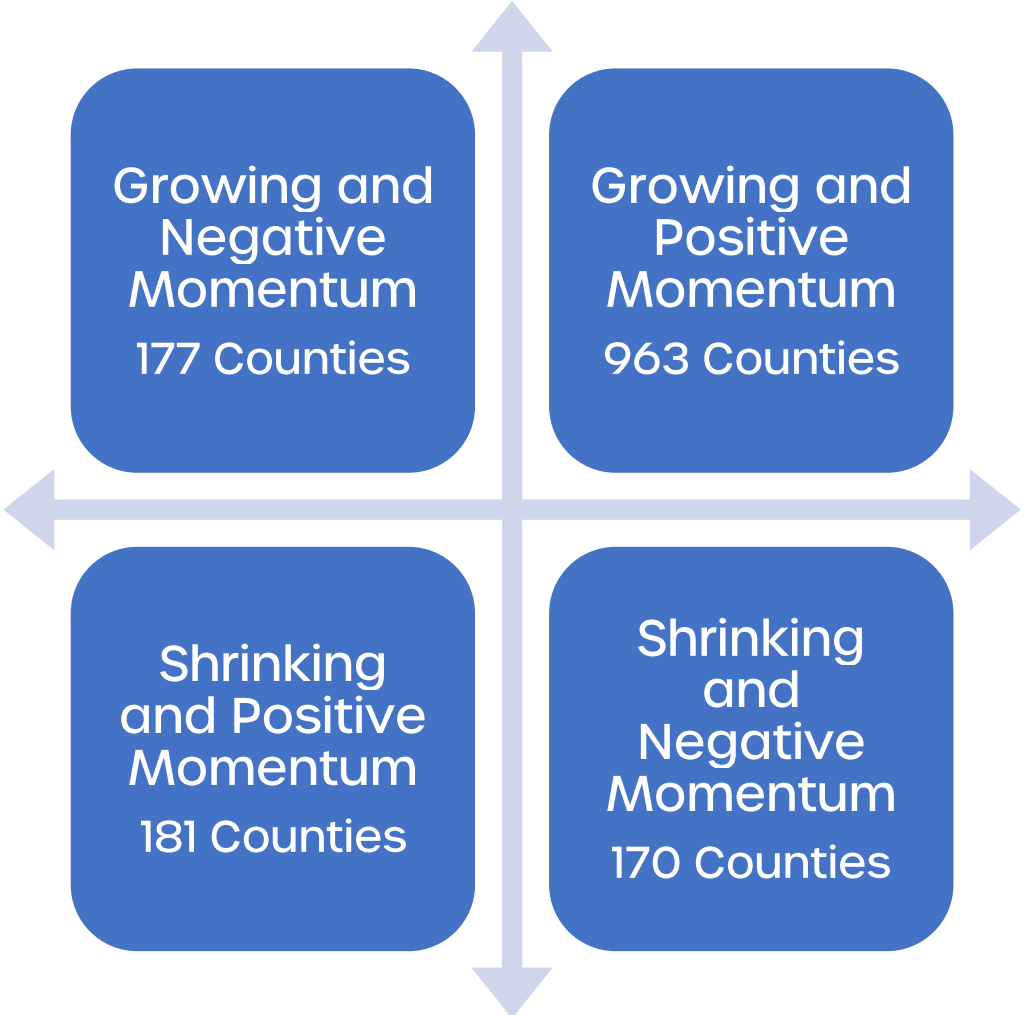 Growing and
Negative
Momentum
177 Counties
Growing and
Positive
Momentum
963 Counties
Shrinking
and Positive
Momentum
181 Counties
Shrinking
and
Negative
Momentum
170 Counties